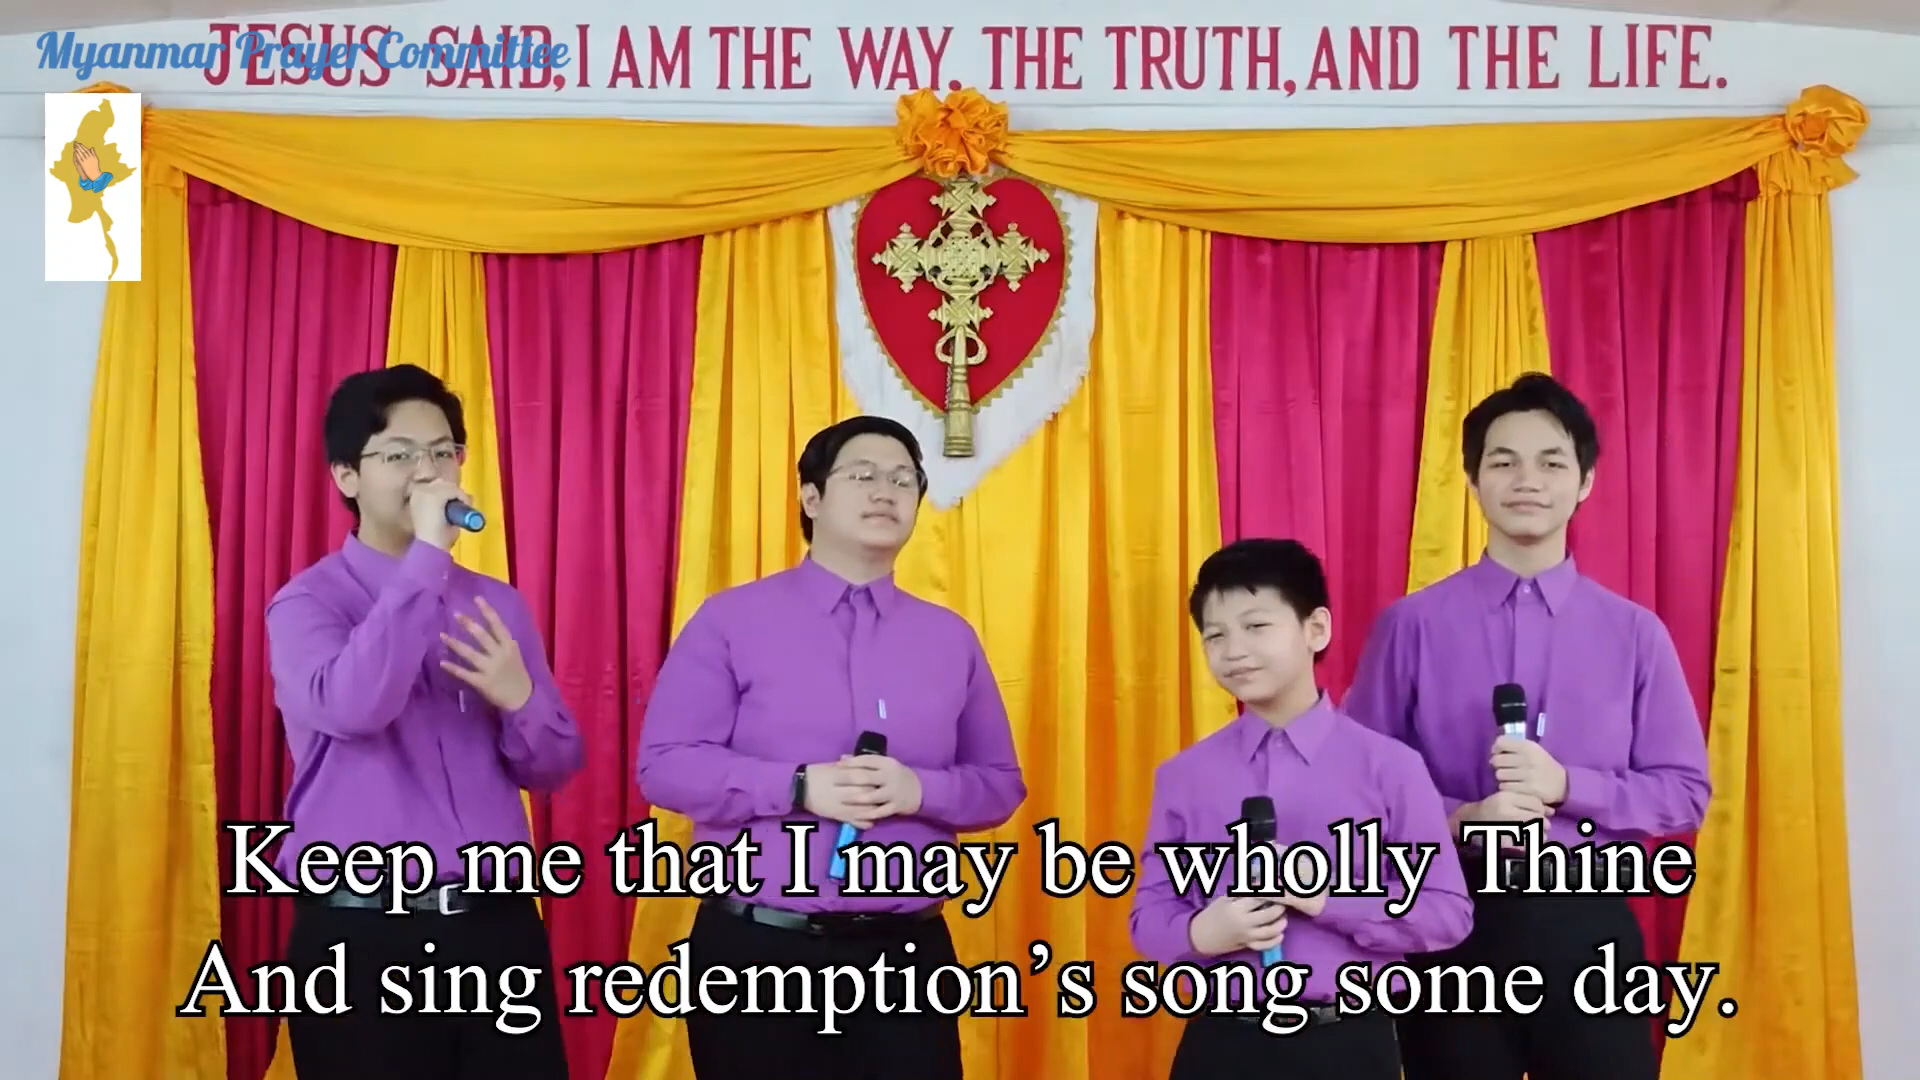 Myanmar Prayer Committee
JESUS SAID, I AM THE WAY, THE TRUTH, AND THE LIFE.
Keep me that I may be wholly Thine
And sing redemption’s song some day.